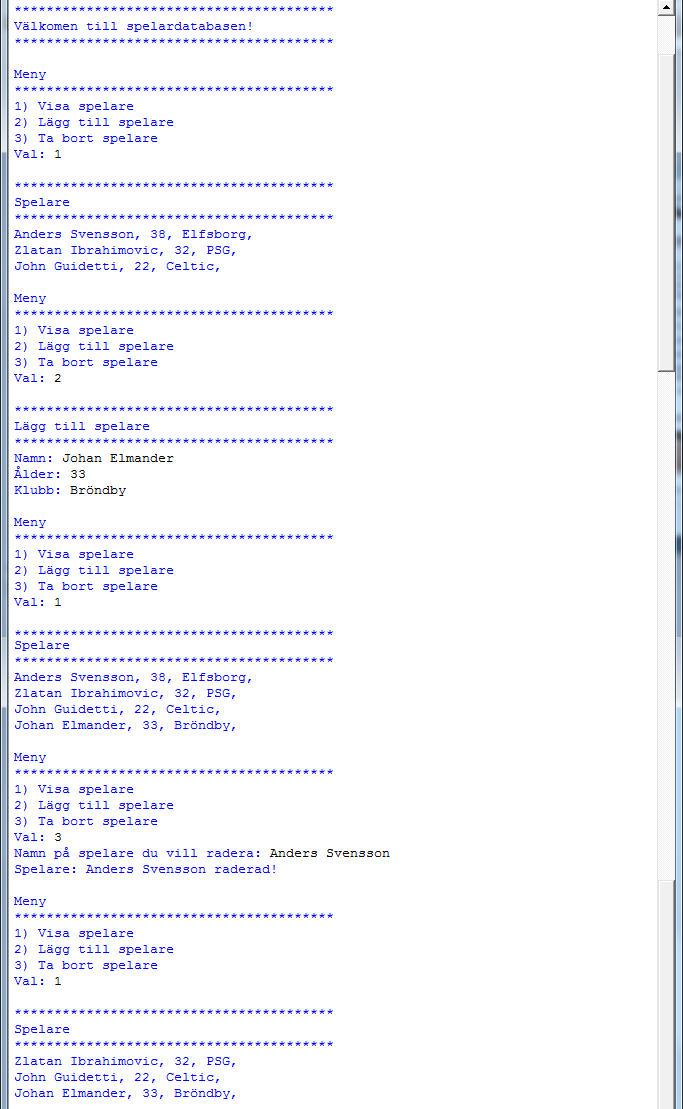 ****************************************
Välkomen till spelardatabasen!
****************************************

Meny
****************************************
1) Visa spelare
2) Lägg till spelare
3) Ta bort spelare
Val: 1

****************************************
Spelare
****************************************
Anders Svensson, 38, Elfsborg,
Zlatan Ibrahimovic, 32, PSG,
John Guidetti, 22, Celtic,

Meny
****************************************
1) Visa spelare
2) Lägg till spelare
3) Ta bort spelare
Val: 2

****************************************
Lägg till spelare
****************************************
Namn: Johan Elmander
Ålder: 33
Klubb: Bröndby

Meny
****************************************
1) Visa spelare
2) Lägg till spelare
3) Ta bort spelare
Val: 1

****************************************
Spelare
****************************************
Anders Svensson, 38, Elfsborg,
Zlatan Ibrahimovic, 32, PSG,
John Guidetti, 22, Celtic,
Johan Elmander, 33, Bröndby,

Meny
****************************************
1) Visa spelare
2) Lägg till spelare
3) Ta bort spelare
Val: 3
Namn på spelare du vill radera: Anders Svensson
Spelare: Anders Svensson raderad!

Meny
****************************************
1) Visa spelare
2) Lägg till spelare
3) Ta bort spelare
Val: 1

****************************************
Spelare
****************************************
Zlatan Ibrahimovic, 32, PSG,
John Guidetti, 22, Celtic,
Johan Elmander, 33, Bröndby,